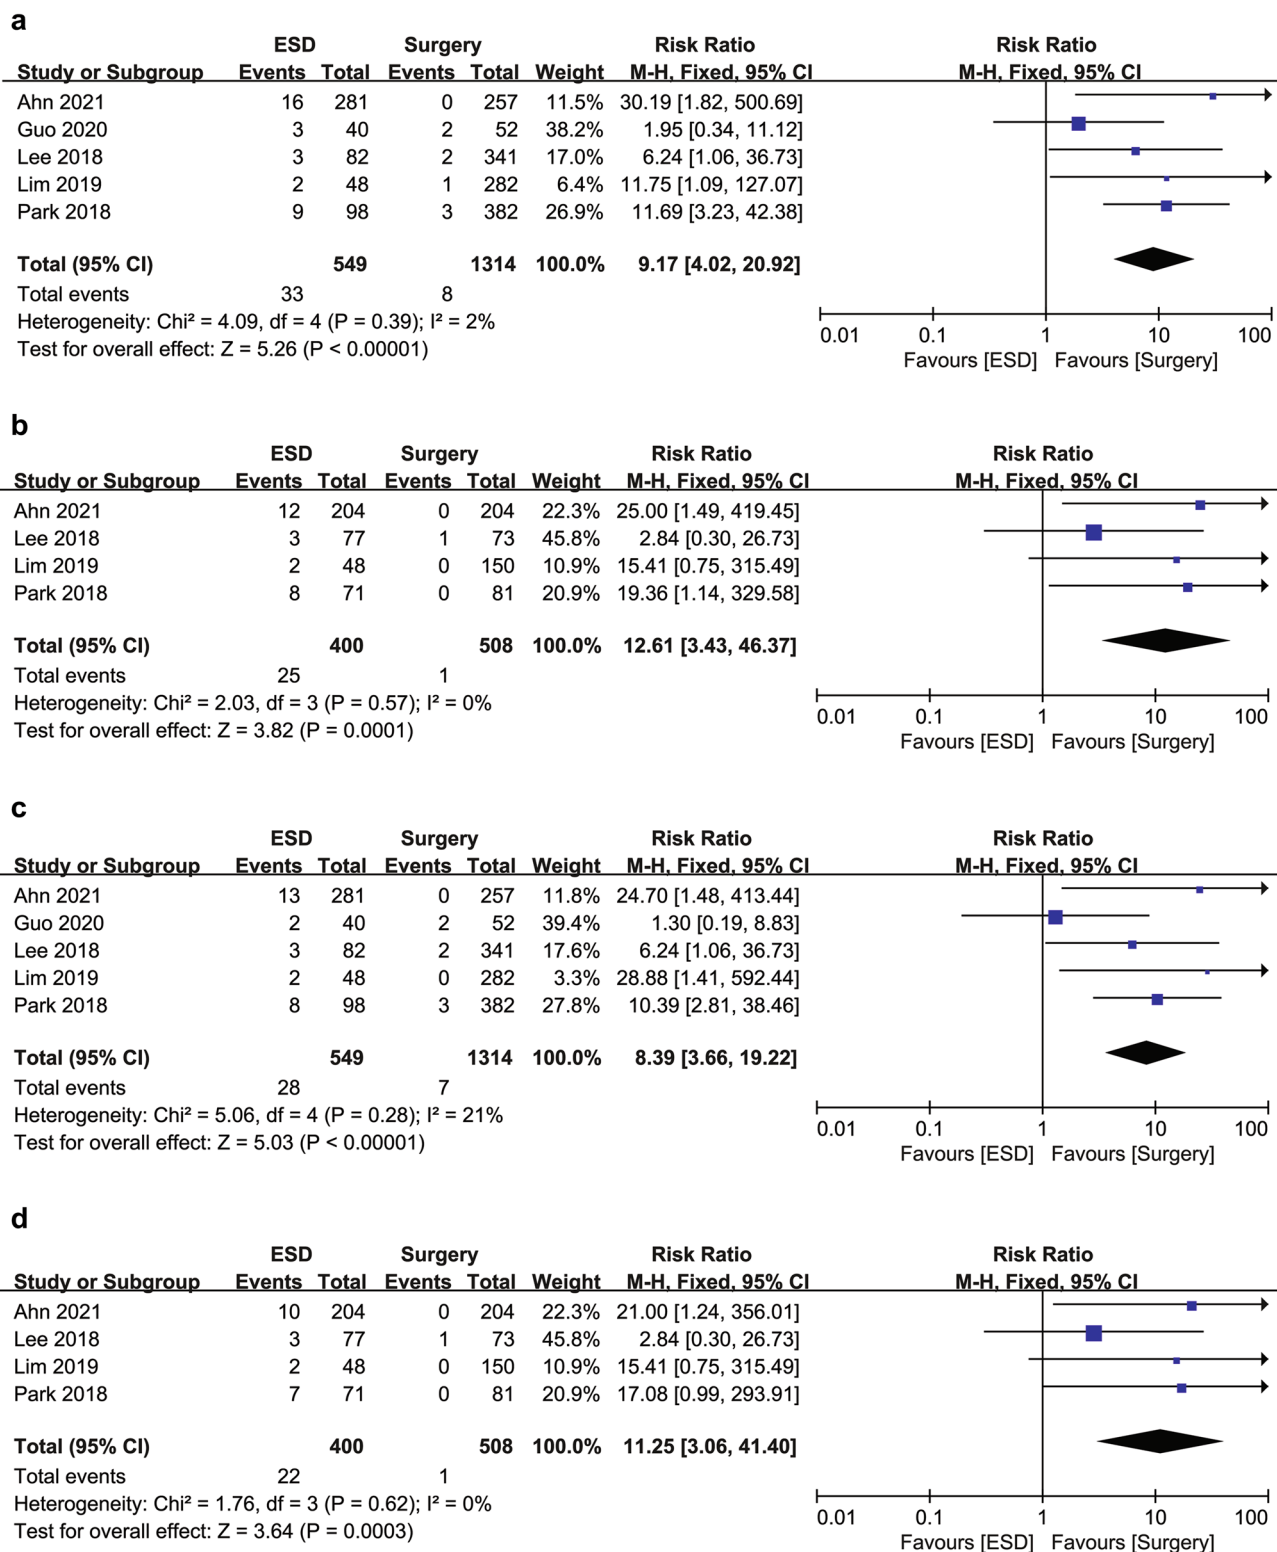 a
ESD Surgery Risk Ratio Risk Ratio
Study or Subgroup Events Total Events Total Weight M-H, Fixed, 95% CI M-H, Fixed, 95% CI
Ahn 2021 16 281 0 257 11.5% 30.19 [1.82, 500.69]
Guo 2020 3 40 2 52 38.2% 1.95 [0.34, 11.12]
Lee 2018 3 82 2 341 17.0% 6.24 [1.06, 36.73]
Lim 2019 2 48 1 282 6.4% 11.75 [1.09, 127.07]
Park 2018 9 98 3 382 26.9% 11.69 [3.23, 42.38]
Total (95% CI) 549 1314 100.0% 9.17 [4.02, 20.92]
Total events 33 8
Heterogeneity: Chi² = 4.09, df = 4 (P = 0.39); I² = 2%
Test for overall effect: Z = 5.26 (P < 0.00001)
0.01 0.1 1 10 100
Favours [ESD] Favours [Surgery]
b
ESD Surgery Risk Ratio Risk Ratio
Study or Subgroup Events Total Events Total Weight M-H, Fixed, 95% CI M-H, Fixed, 95% CI
Ahn 2021 12 204 0 204 22.3% 25.00 [1.49, 419.45]
Lee 2018 3 77 1 73 45.8% 2.84 [0.30, 26.73]
Lim 2019 2 48 0 150 10.9% 15.41 [0.75, 315.49]
Park 2018 8 71 0 81 20.9% 19.36 [1.14, 329.58]
Total (95% CI) 400 508 100.0% 12.61 [3.43, 46.37]
Total events 25 1
Heterogeneity: Chi² = 2.03, df = 3 (P = 0.57); I² = 0%
Test for overall effect: Z = 3.82 (P = 0.0001)
0.01 0.1 1 10 100
Favours [ESD] Favours [Surgery]
c
ESD Surgery Risk Ratio Risk Ratio
Study or Subgroup Events Total Events Total Weight M-H, Fixed, 95% CI M-H, Fixed, 95% CI
Ahn 2021 13 281 0 257 11.8% 24.70 [1.48, 413.44]
Guo 2020 2 40 2 52 39.4% 1.30 [0.19, 8.83]
Lee 2018 3 82 2 341 17.6% 6.24 [1.06, 36.73]
Lim 2019 2 48 0 282 3.3% 28.88 [1.41, 592.44]
Park 2018 8 98 3 382 27.8% 10.39 [2.81, 38.46]
Total (95% CI) 549 1314 100.0% 8.39 [3.66, 19.22]
Total events 28 7
Heterogeneity: Chi² = 5.06, df = 4 (P = 0.28); I² = 21%
Test for overall effect: Z = 5.03 (P < 0.00001)
0.01 0.1 1 10 100
Favours [ESD] Favours [Surgery]
d
ESD Surgery Risk Ratio Risk Ratio
Study or Subgroup Events Total Events Total Weight M-H, Fixed, 95% CI M-H, Fixed, 95% CI
Ahn 2021 10 204 0 204 22.3% 21.00 [1.24, 356.01]
Lee 2018 3 77 1 73 45.8% 2.84 [0.30, 26.73]
Lim 2019 2 48 0 150 10.9% 15.41 [0.75, 315.49]
Park 2018 7 71 0 81 20.9% 17.08 [0.99, 293.91]
Total (95% CI) 400 508 100.0% 11.25 [3.06, 41.40]
Total events 22 1
Heterogeneity: Chi² = 1.76, df = 3 (P = 0.62); I² = 0%
Test for overall effect: Z = 3.64 (P = 0.0003)
0.01 0.1 1 10 100
Favours [ESD] Favours [Surgery]